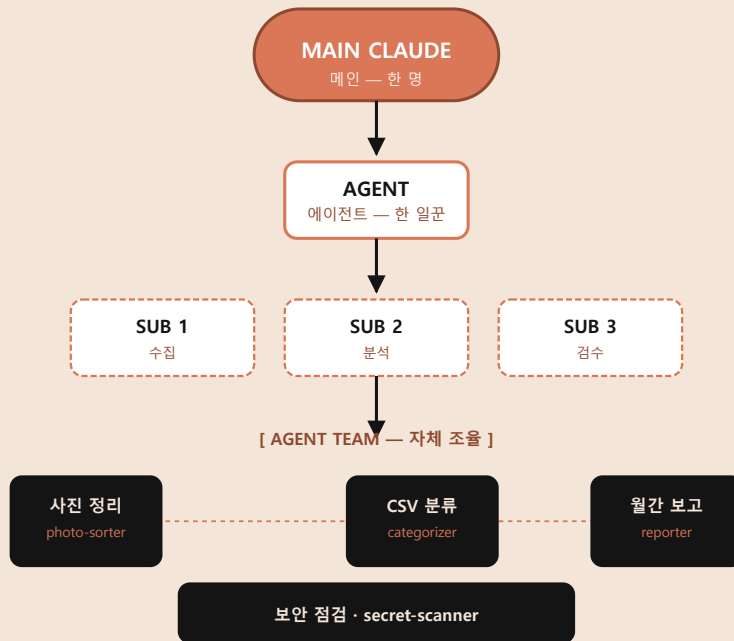 MAIN CLAUDE
메인 — 한 명
AGENT
에이전트 — 한 일꾼
SUB 1
수집
SUB 2
분석
SUB 3
검수
[ AGENT TEAM — 자체 조율 ]
사진 정리
photo-sorter
CSV 분류
categorizer
월간 보고
reporter
보안 점검 · secret-scanner